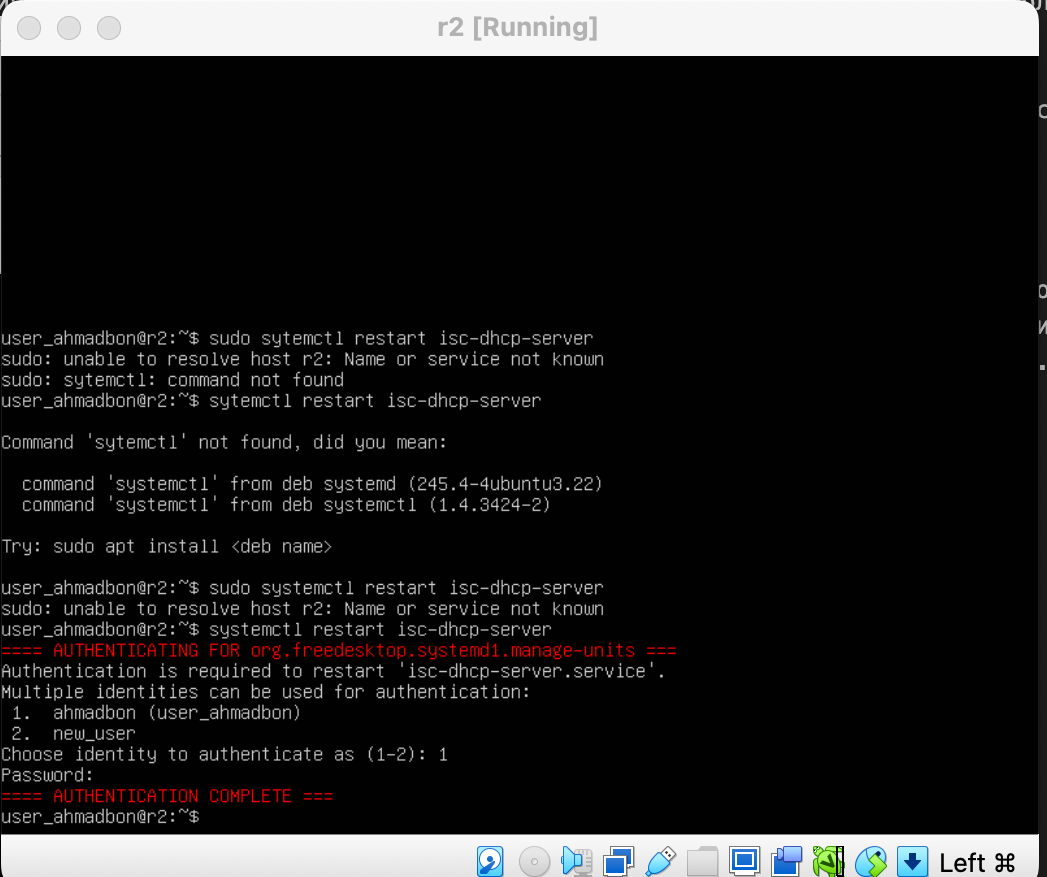 r2 [Running]
user_ahmadbon@r2:~$ sudo sytemctl restart isc-dhcp-server
sudo: unable to resolve host r2: Name or service not known
sudo: sytemctl: command not found
user_ahmadbon@r2:~$ sytemctl restart isc-dhcp-server
Command 'sytemctl' not found, did you mean:
command 'systemctl' from deb systemd (245.4-4ubuntu3.22)
command 'systemctl' from deb systemctl (1.4.3424-2)
Try: sudo apt install <deb name>
user_ahmadbon@r2:~$ sudo systemctl restart isc-dhcp-server
sudo: unable to resolve host r2: Name or service not known
user_ahmadbon@r2:~$ systemctl restart isc-dhcp-server
==== AUTHENTICATING FOR org.freedesktop.systemd1.manage-units ===
Authentication is required to restart 'isc-dhcp-server.service'.
Multiple identities can be used for authentication:
1.  ahmadbon (user_ahmadbon)
2.  new_user
Choose identity to authenticate as (1-2): 1
Password:
==== AUTHENTICATION COMPLETE ===
user_ahmadbon@r2:~$
Left ⌘